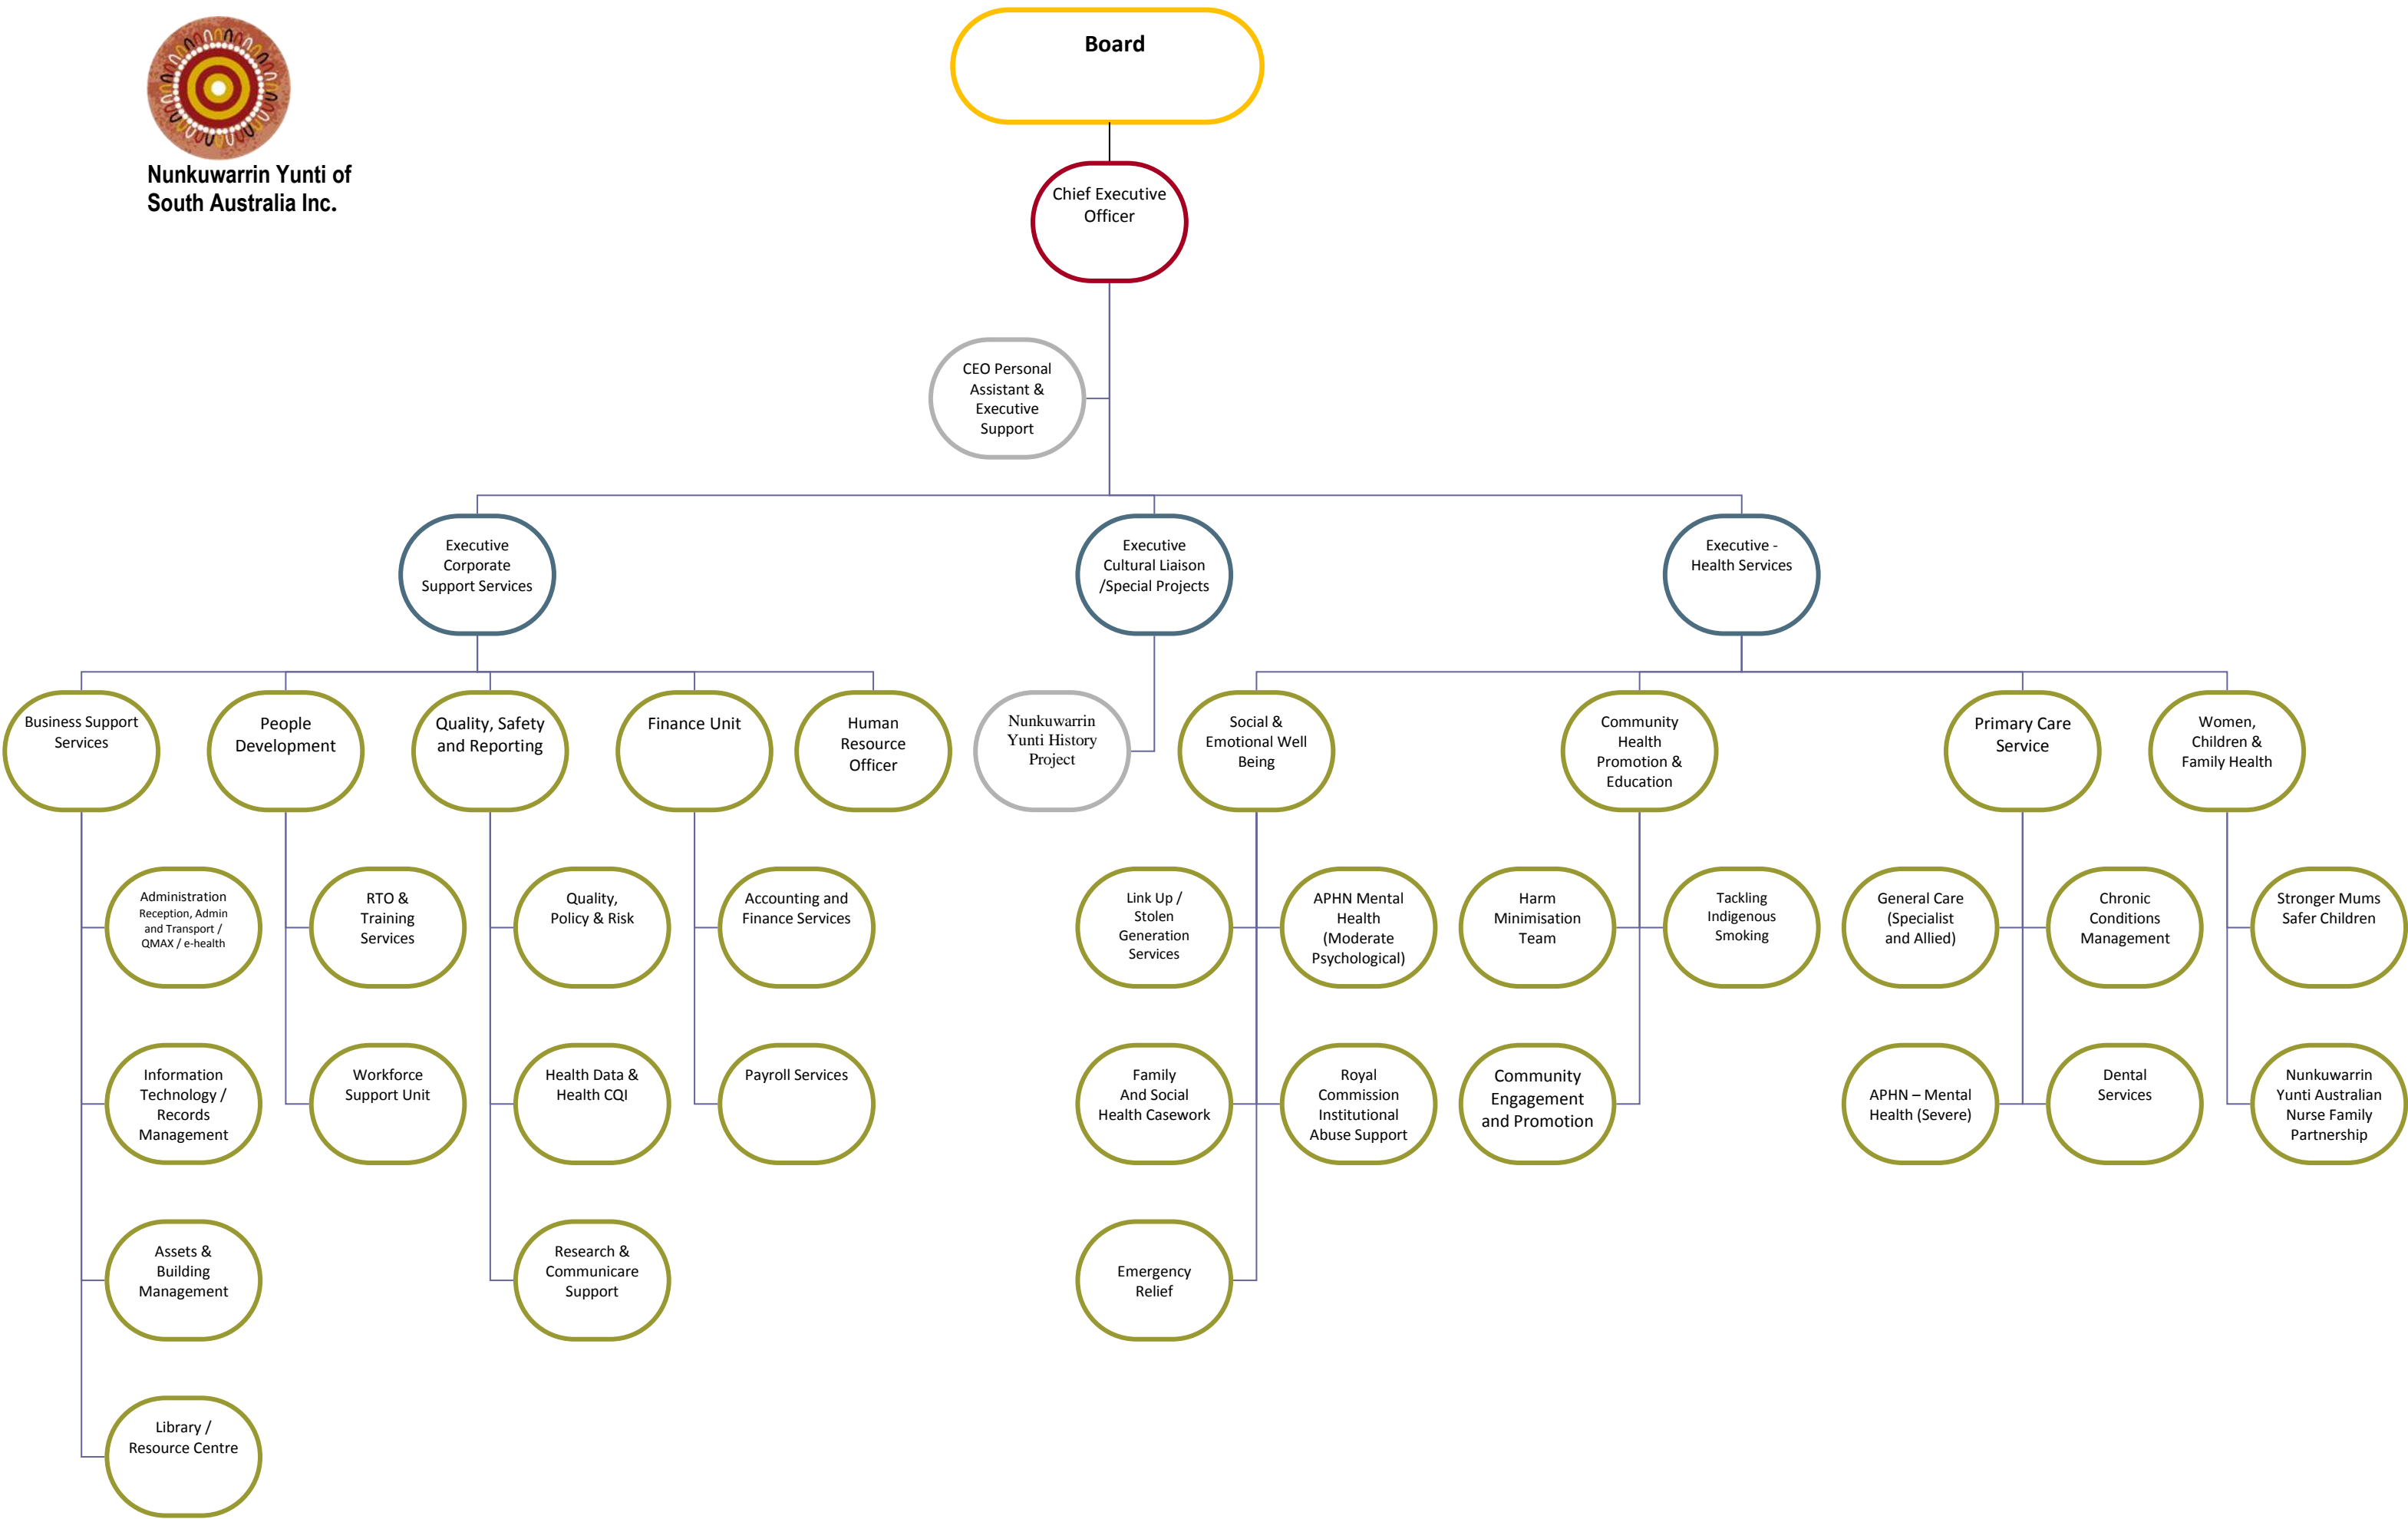 Board
Nunkuwarrin Yunti of
South Australia Inc.
Chief Executive
Officer
CEO Personal
Assistant &
Executive
Support
Executive
Corporate
Support Services
Executive
Cultural Liaison
/Special Projects
Executive -
Health Services
Business Support
Services
People
Development
Quality, Safety
and Reporting
Finance Unit
Human
Resource
Officer
Nunkuwarrin
Yunti History
Project
Social &
Emotional Well
Being
Community
Health
Promotion &
Education
Primary Care
Service
Women,
Children &
Family Health
Administration
Reception, Admin
and Transport /
QMAX / e-health
RTO &
Training
Services
Quality,
Policy & Risk
Accounting and
Finance Services
Link Up /
Stolen
Generation
Services
APHN Mental
Health
(Moderate
Psychological)
Harm
Minimisation
Team
Tackling
Indigenous
Smoking
General Care
(Specialist
and Allied)
Chronic
Conditions
Management
Stronger Mums
Safer Children
Information
Technology /
Records
Management
Workforce
Support Unit
Health Data &
Health CQI
Payroll Services
Family
And Social
Health Casework
Royal
Commission
Institutional
Abuse Support
Community
Engagement
and Promotion
APHN – Mental
Health (Severe)
Dental
Services
Nunkuwarrin
Yunti Australian
Nurse Family
Partnership
Assets &
Building
Management
Research &
Communicare
Support
Emergency
Relief
Library /
Resource Centre